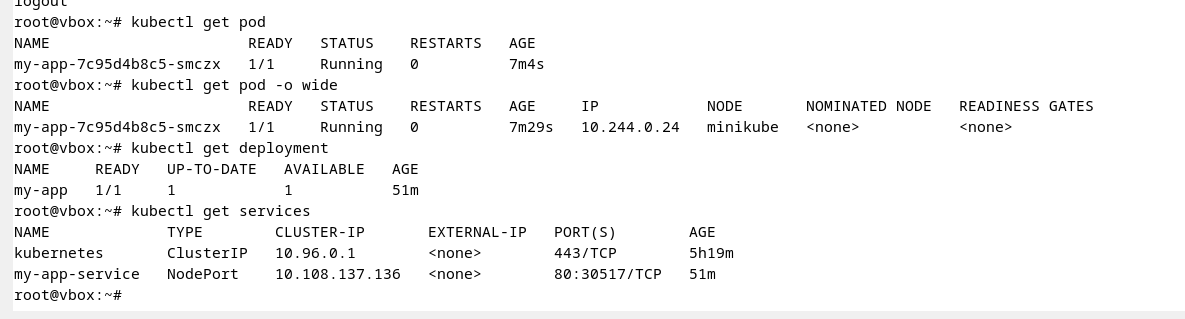 logout
root@vbox:~# kubectl get pod
NAME                      READY   STATUS    RESTARTS   AGE
my-app-7c95d4b8c5-smczx   1/1     Running   0          7m4s
root@vbox:~# kubectl get pod -o wide
NAME                      READY   STATUS    RESTARTS   AGE     IP            NODE       NOMINATED NODE   READINESS GATES
my-app-7c95d4b8c5-smczx   1/1     Running   0          7m29s   10.244.0.24   minikube   <none>           <none>
root@vbox:~# kubectl get deployment
NAME     READY   UP-TO-DATE   AVAILABLE   AGE
my-app   1/1     1            1           51m
root@vbox:~# kubectl get services
NAME             TYPE        CLUSTER-IP       EXTERNAL-IP   PORT(S)        AGE
kubernetes       ClusterIP   10.96.0.1        <none>        443/TCP        5h19m
my-app-service   NodePort    10.108.137.136   <none>        80:30517/TCP   51m
root@vbox:~#